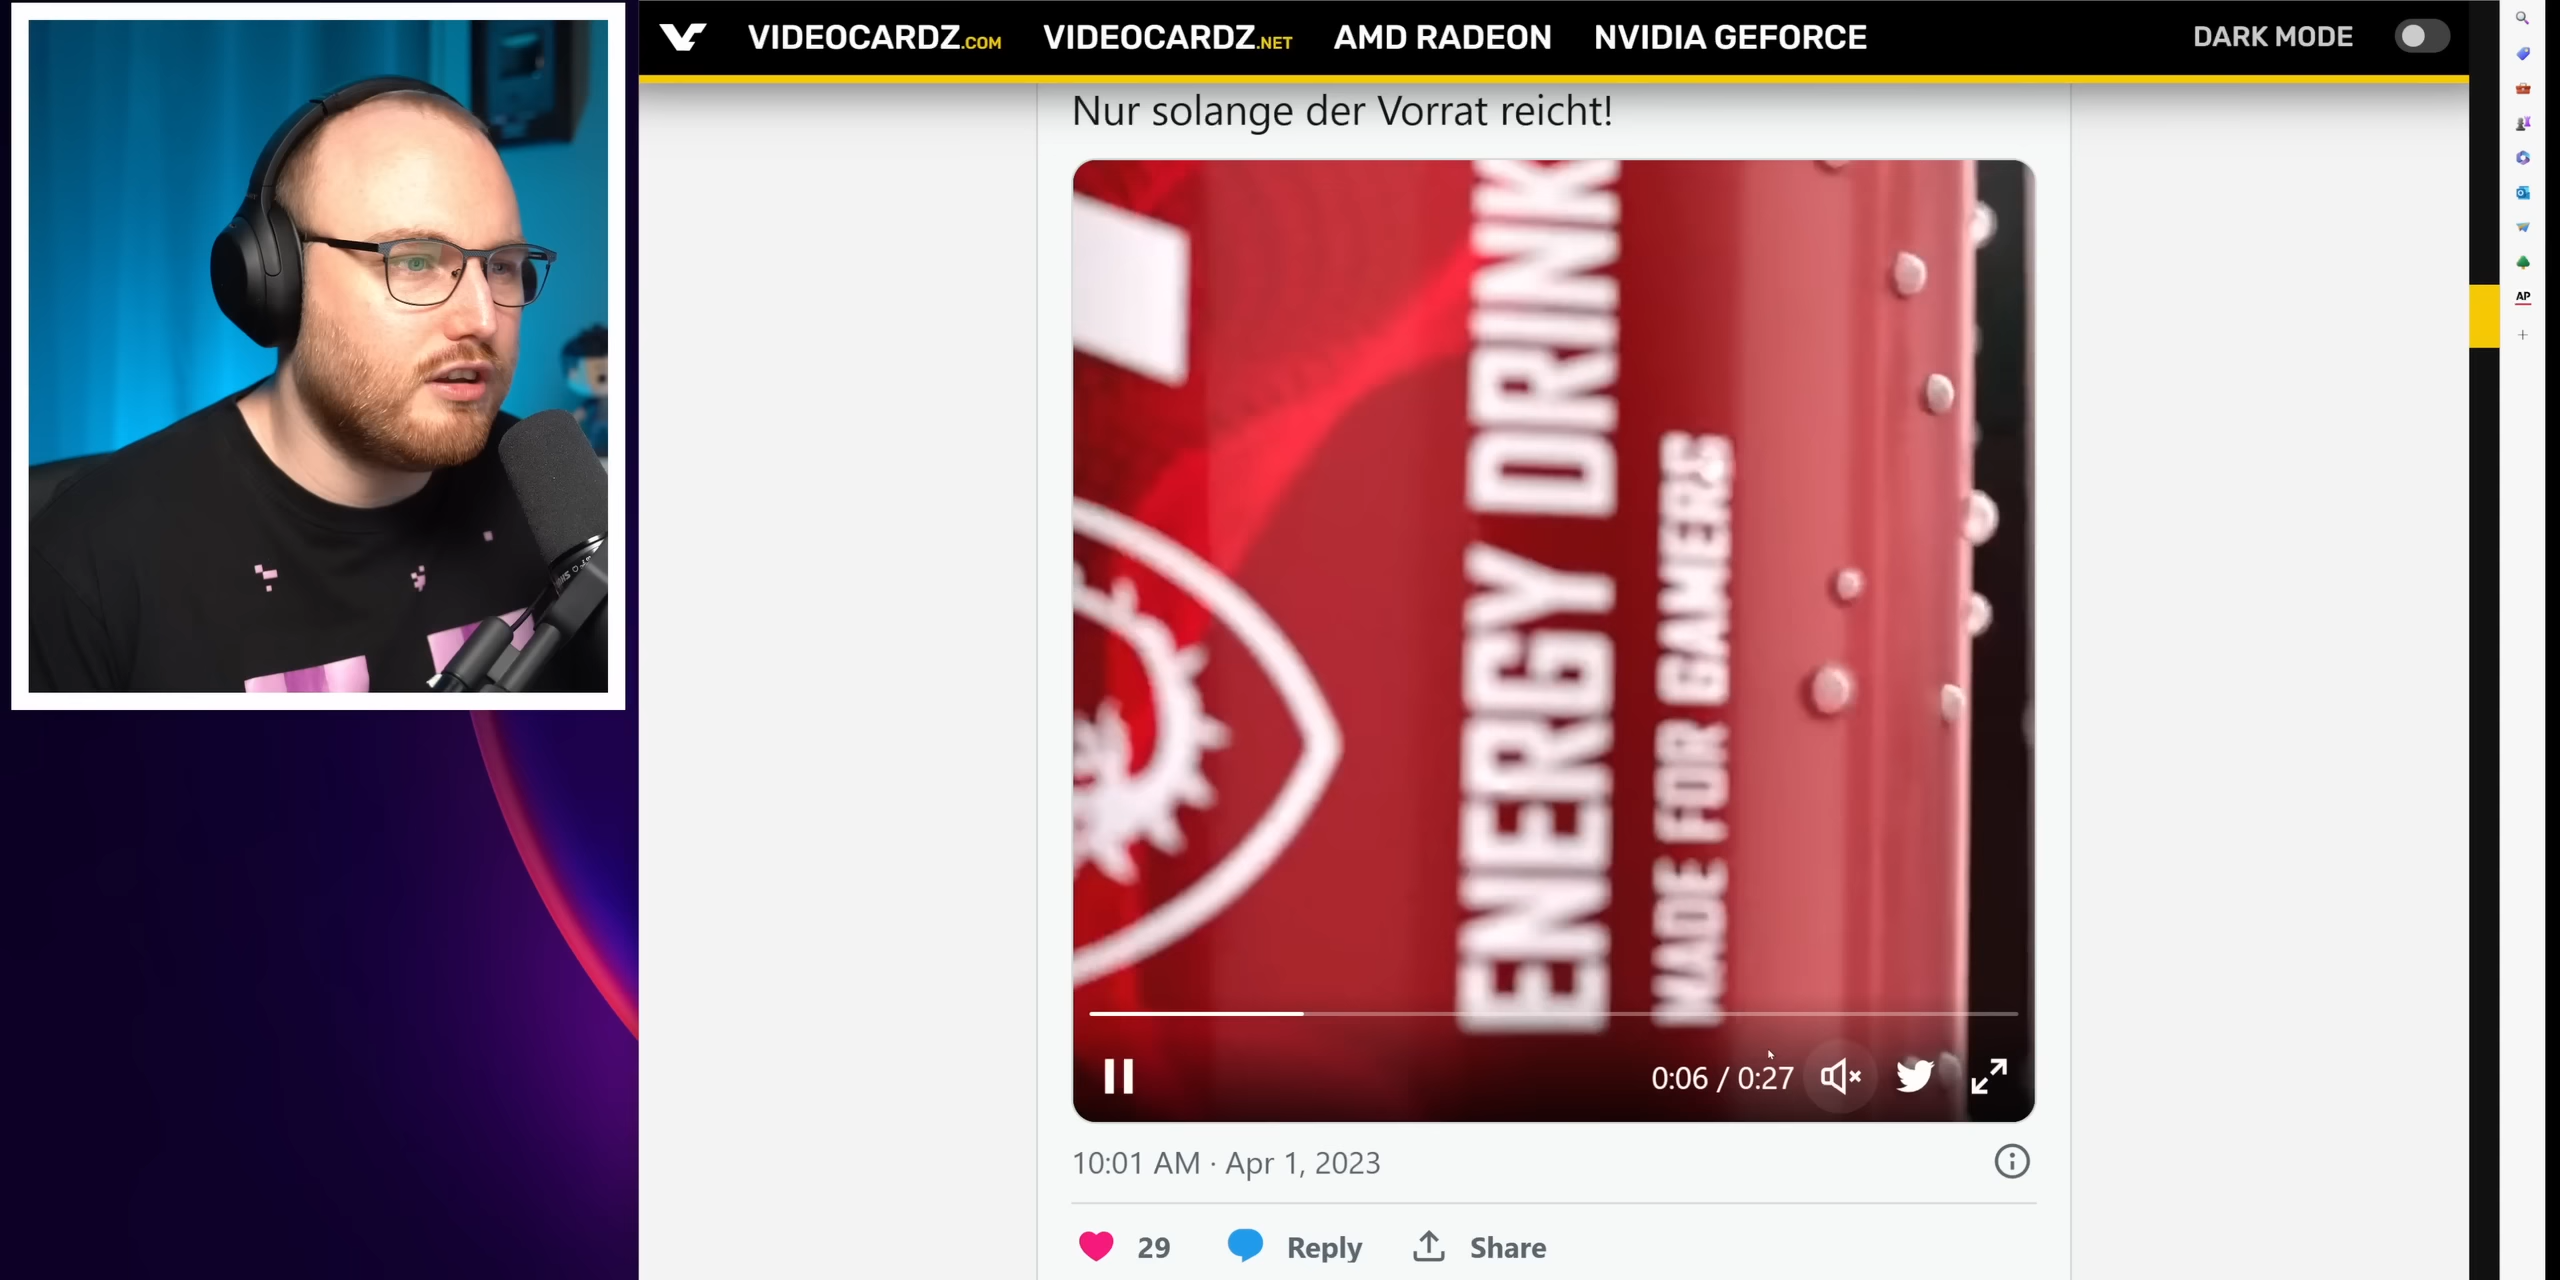 VIDEOCARDZ.COM VIDEOCARDZ.NET AMD RADEON NVIDIA GEFORCE DARK MODE
Nur solange der Vorrat reicht!
ENERGY DRINK
MADE FOR GAMERS
0:06 / 0:27
10:01 AM · Apr 1, 2023
29 Reply Share
AP